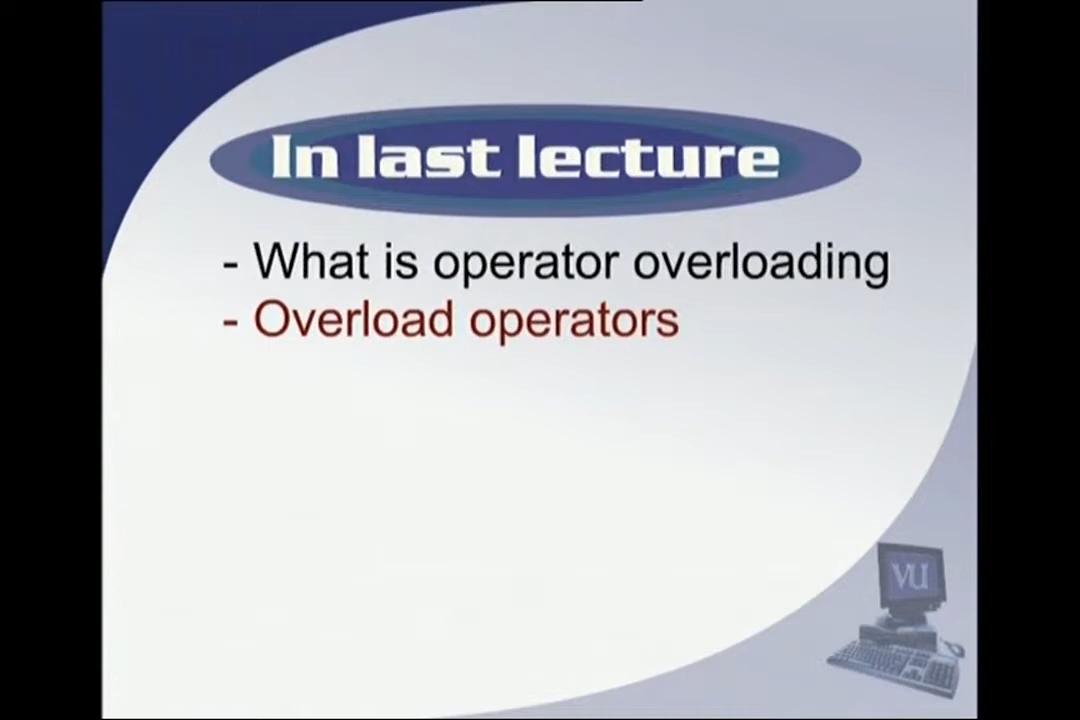 In last lecture
- What is operator overloading
- Overload operators
VU